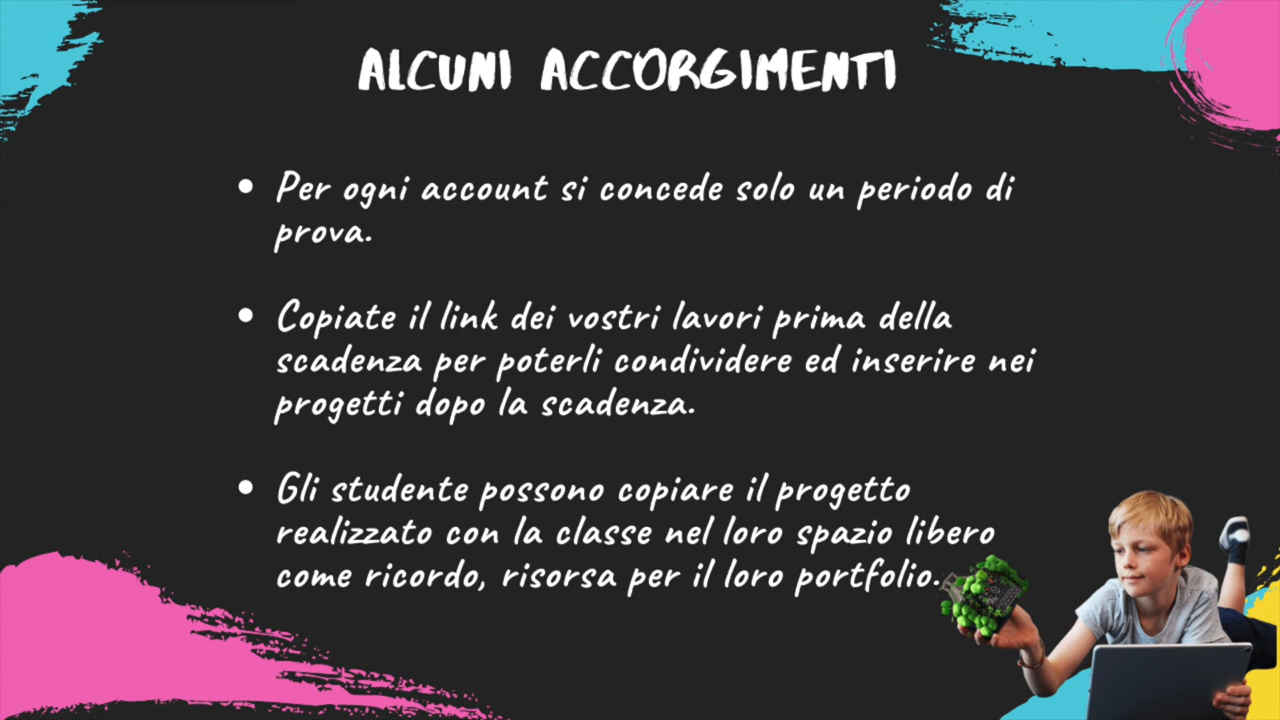 ALCUNI ACCORGIMENTI
• Per ogni account si concede solo un periodo di
prova.
• Copiate il link dei vostri lavori prima della
scadenza per poterli condividere ed inserire nei
progetti dopo la scadenza.
• Gli studente possono copiare il progetto
realizzato con la classe nel loro spazio libero
come ricordo, risorsa per il loro portfolio.